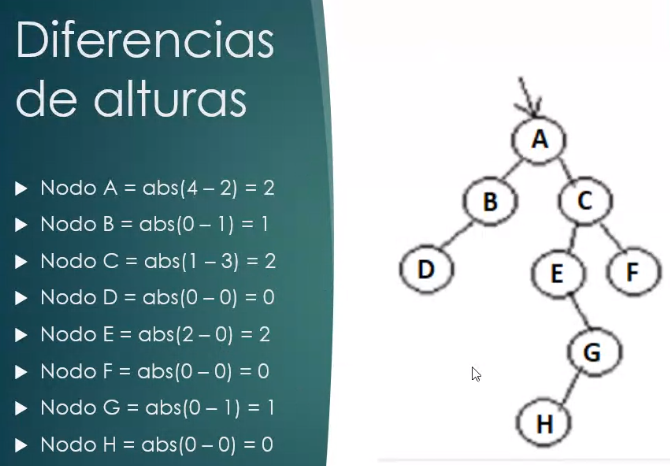 Diferencias
de alturas
Nodo A = abs(4 – 2) = 2
Nodo B = abs(0 – 1) = 1
Nodo C = abs(1 – 3) = 2
Nodo D = abs(0 – 0) = 0
Nodo E = abs(2 – 0) = 2
Nodo F = abs(0 – 0) = 0
Nodo G = abs(0 – 1) = 1
Nodo H = abs(0 – 0) = 0
A
B
C
D
E
F
G
H